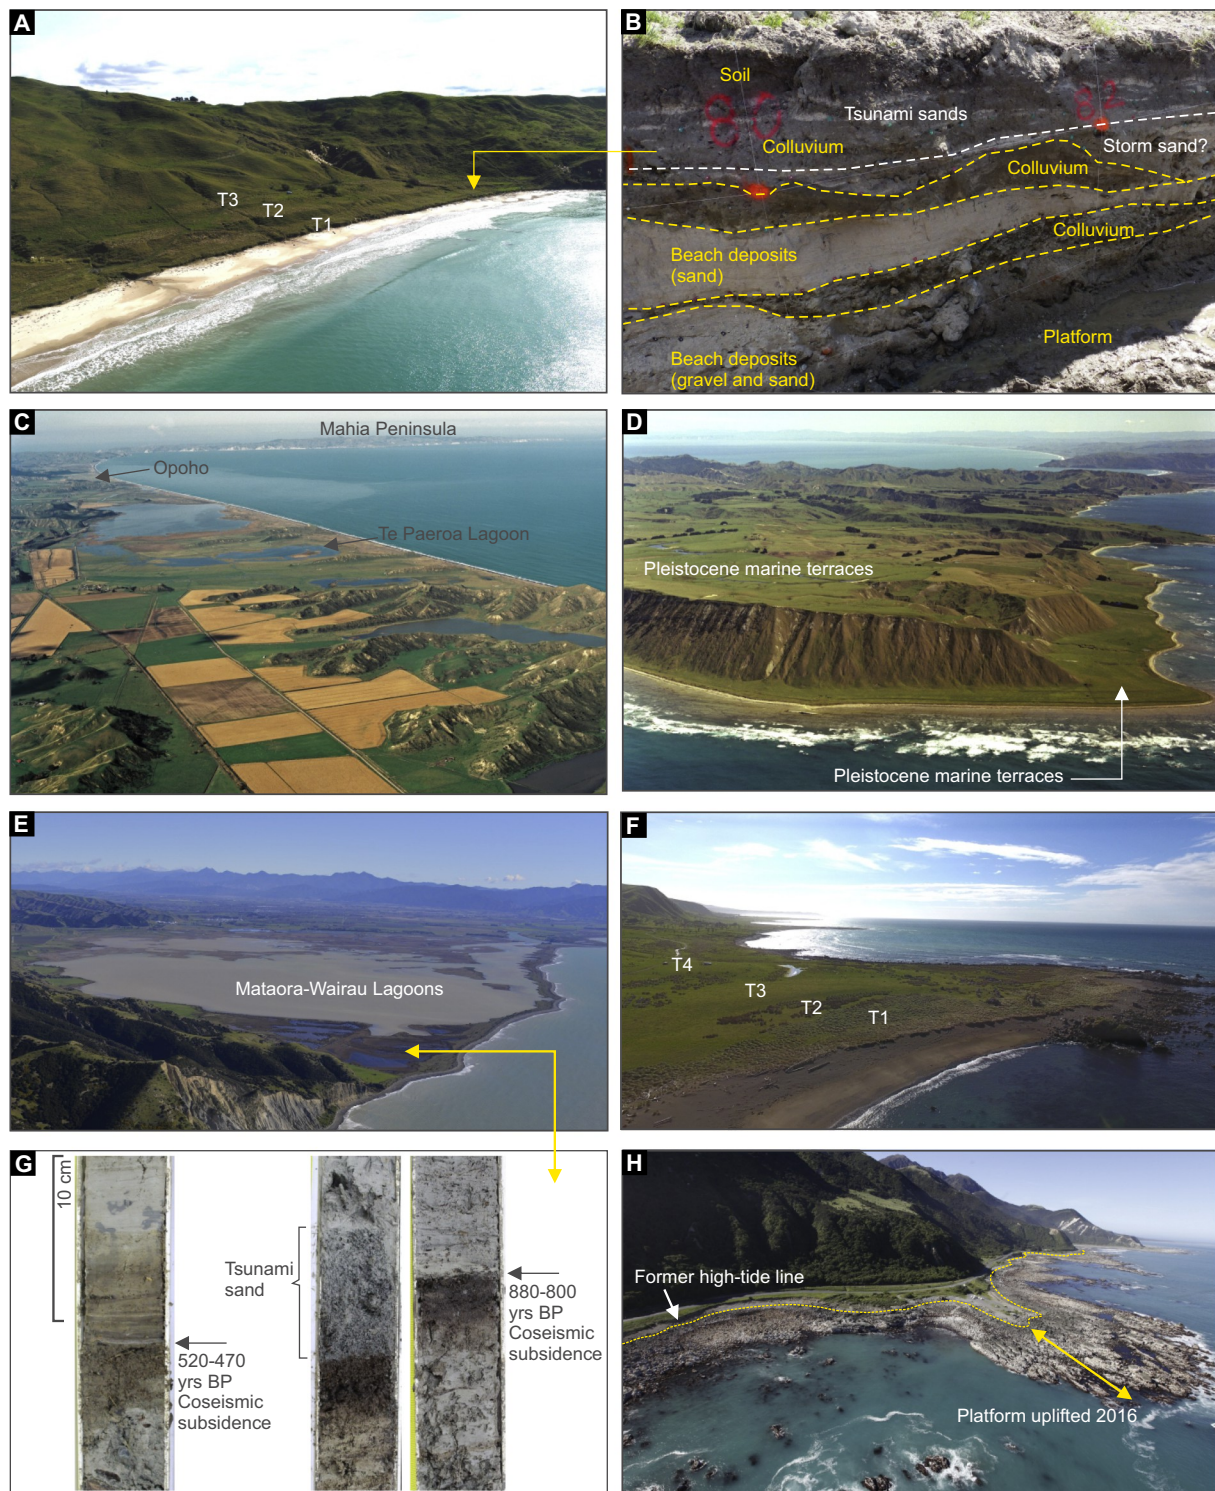 A
T3
T2
T1
B
Soil
80
82
Tsunami sands
Colluvium
Storm sand?
Colluvium
Colluvium
Beach deposits
(sand)
Platform
Beach deposits
(gravel and sand)
C
Mahia Peninsula
Opoho
Te Paeroa Lagoon
D
Pleistocene marine terraces
Pleistocene marine terraces
E
Mataora-Wairau Lagoons
F
T4
T3
T2
T1
G
10 cm
520-470
yrs BP
Coseismic
subsidence
Tsunami
sand
880-800
yrs BP
Coseismic
subsidence
H
Former high-tide line
Platform uplifted 2016